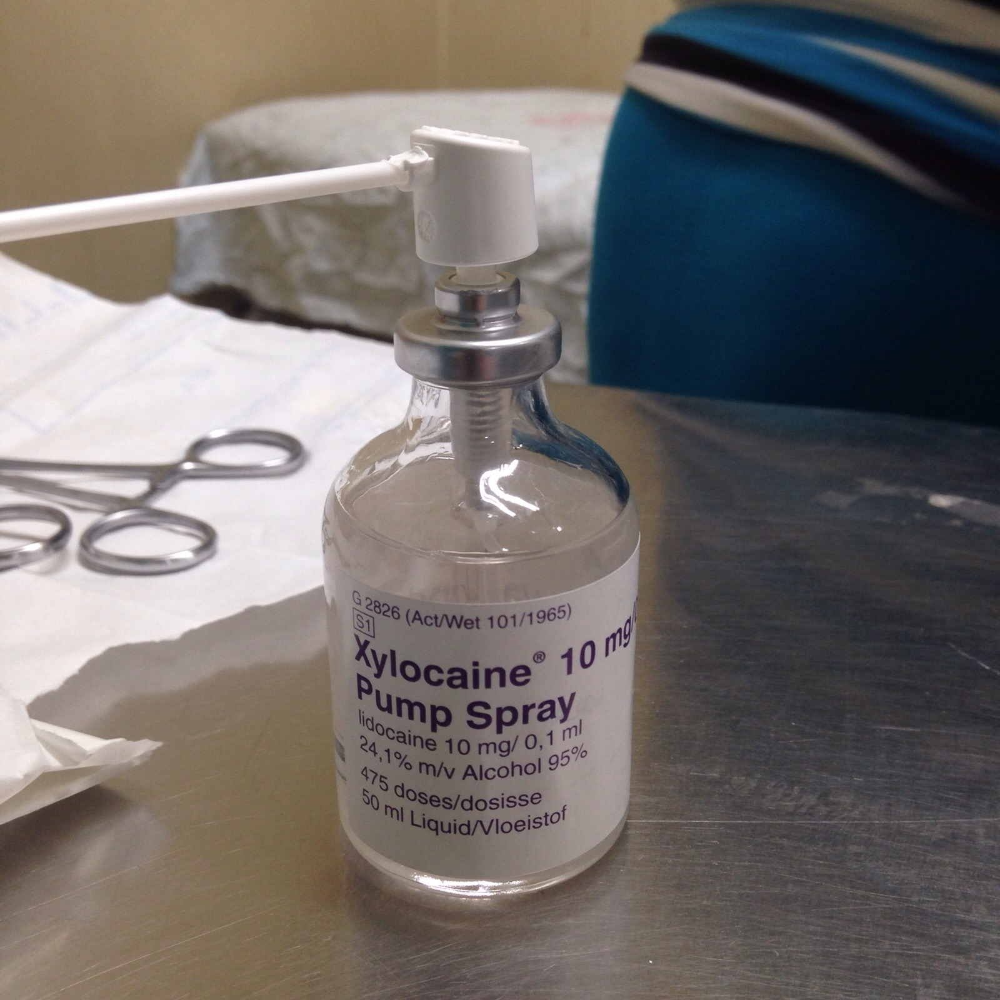 G 2826 (Act/Wet 101/1965)
S1
Xylocaine® 10 mg/
Pump Spray
lidocaine 10 mg/ 0,1 ml
24,1% m/v Alcohol 95%
475 doses/dosisse
50 ml Liquid/Vloeistof